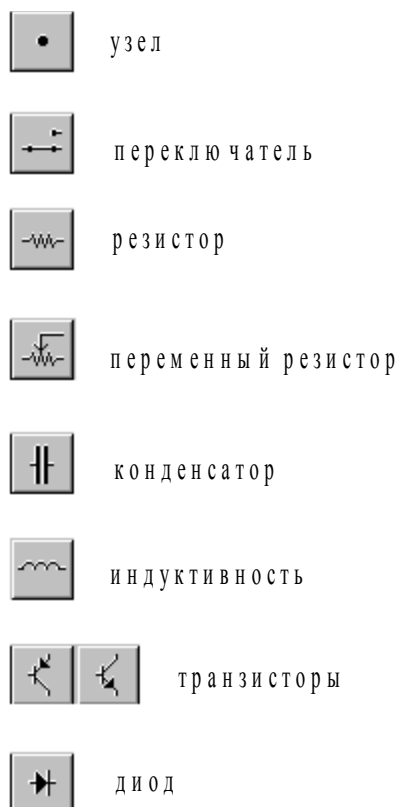 узел
переключатель
резистор
переменный резистор
конденсатор
индуктивность
транзисторы
диод